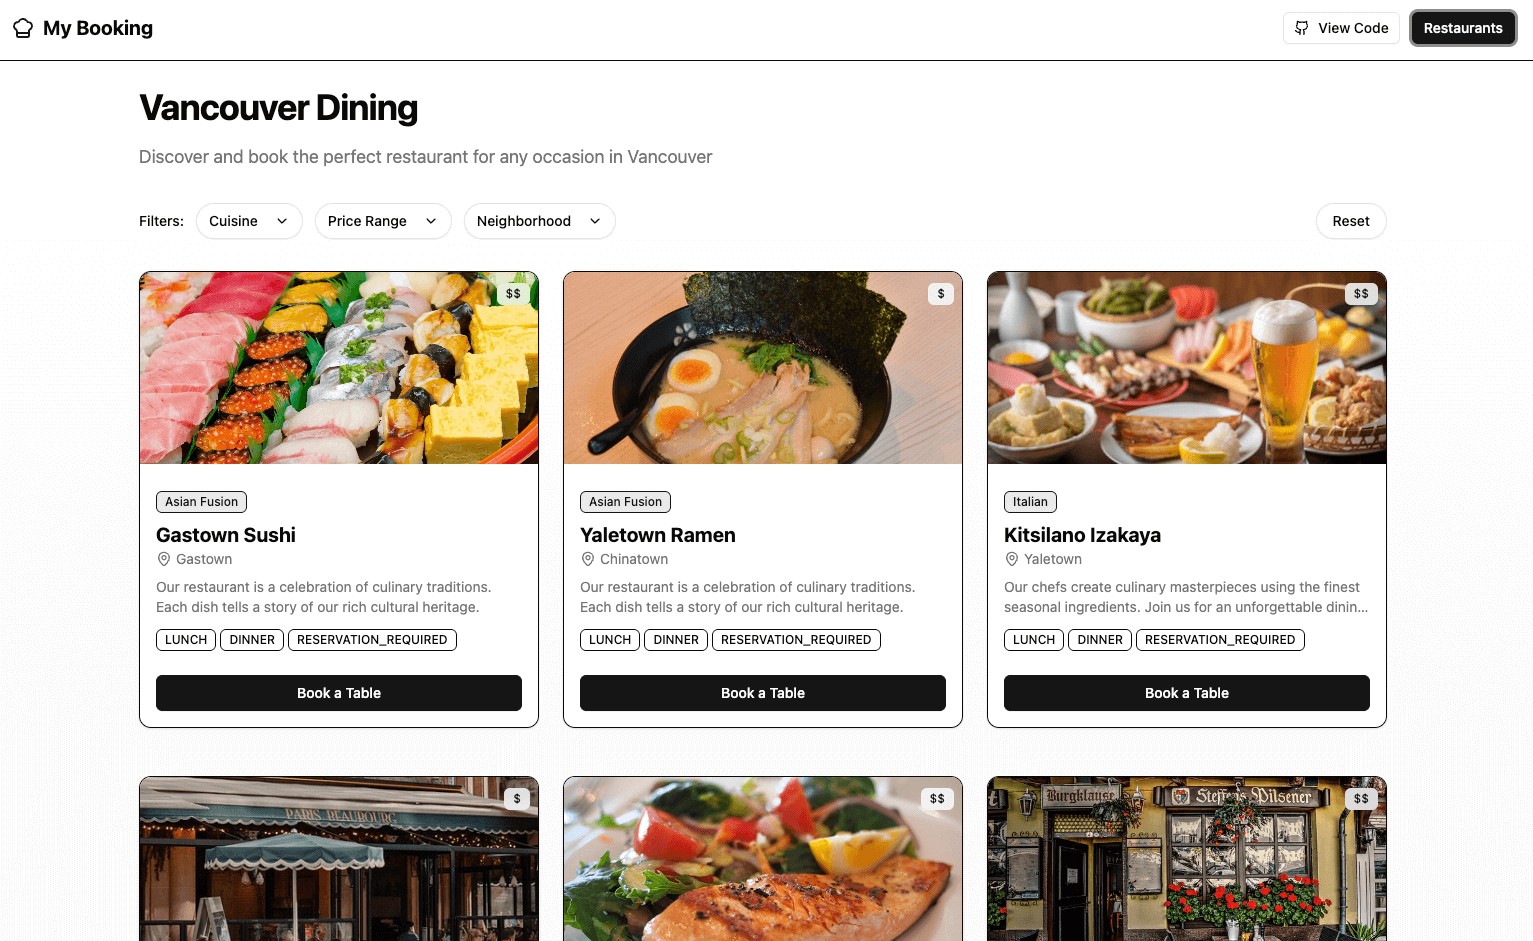 My Booking
View Code
Restaurants
Vancouver Dining
Discover and book the perfect restaurant for any occasion in Vancouver
Filters:
Cuisine
Price Range
Neighborhood
Reset
$$
$
$$
Asian Fusion
Gastown Sushi
Gastown
Our restaurant is a celebration of culinary traditions.
Each dish tells a story of our rich cultural heritage.
LUNCH
DINNER
RESERVATION_REQUIRED
Book a Table
Asian Fusion
Yaletown Ramen
Chinatown
Our restaurant is a celebration of culinary traditions.
Each dish tells a story of our rich cultural heritage.
LUNCH
DINNER
RESERVATION_REQUIRED
Book a Table
Italian
Kitsilano Izakaya
Yaletown
Our chefs create culinary masterpieces using the finest
seasonal ingredients. Join us for an unforgettable dinin...
LUNCH
DINNER
RESERVATION_REQUIRED
Book a Table
$
PARIS BEAUBOURG
$$
$$
Burgklause
Steffens Pilsener